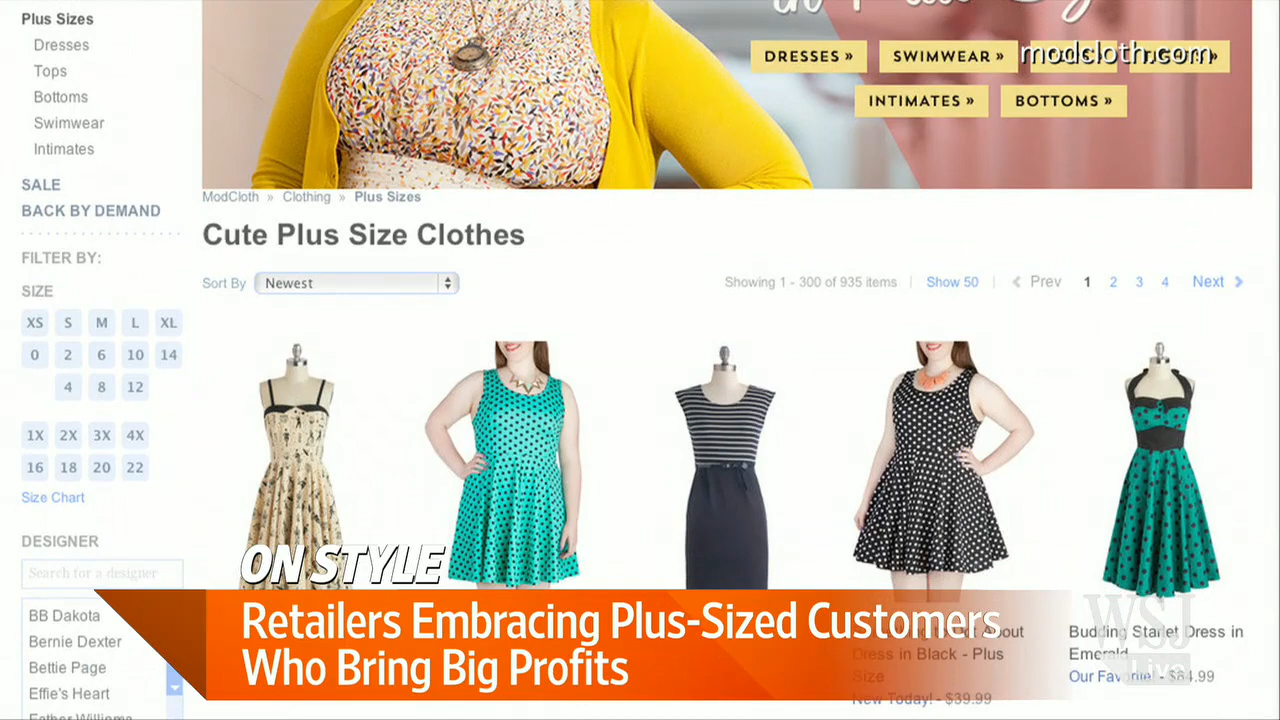 Plus Sizes
Dresses
Tops
Bottoms
Swimwear
Intimates
SALE
BACK BY DEMAND
FILTER BY:
SIZE
XS S M L XL
0 2 6 10 14
4 8 12
1X 2X 3X 4X
16 18 20 22
Size Chart
DESIGNER
Search for a designer
BB Dakota
Bernie Dexter
Bettie Page
Effie's Heart
modcloth.com
DRESSES »
SWIMWEAR »
INTIMATES »
BOTTOMS »
ModCloth » Clothing » Plus Sizes
Cute Plus Size Clothes
Sort By Newest
Showing 1 - 300 of 935 items | Show 50 | Prev 1 2 3 4 Next
ON STYLE
Retailers Embracing Plus-Sized Customers
Who Bring Big Profits
About
Dress in Black - Plus
Size
New Today! - $39.99
Budding Starlet Dress in
Emerald
Our Favorite! - $84.99
WSJ
Live